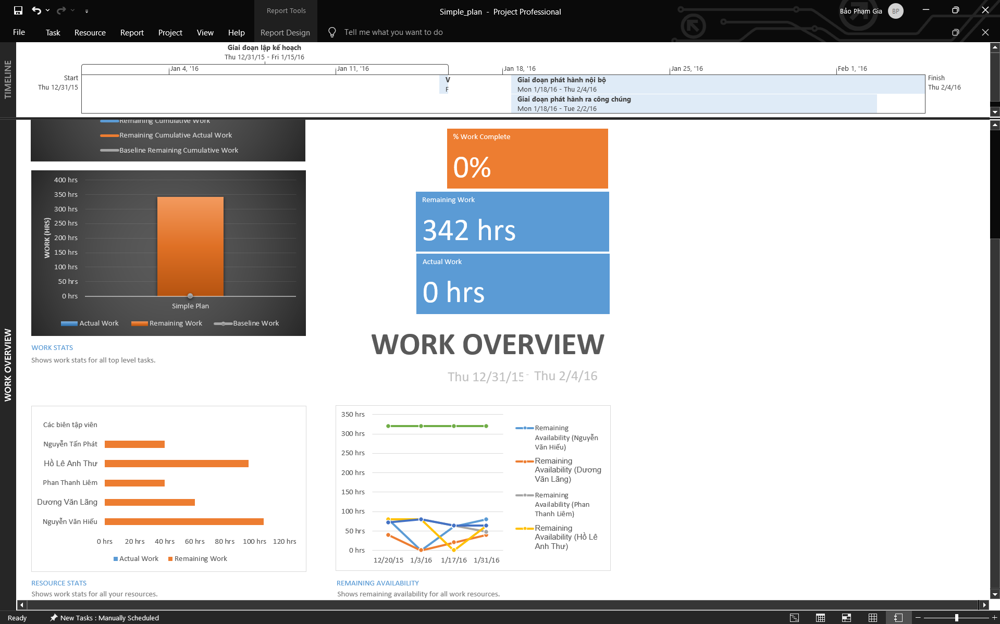 Report Tools
Simple_plan - Project Professional
Bảo Phạm Gia
BP
File
Task
Resource
Report
Project
View
Help
Report Design
Tell me what you want to do
TIMELINE
Giai đoạn lập kế hoạch
Thu 12/31/15 - Fri 1/15/16
Jan 4, '16
Jan 11, '16
Jan 18, '16
Jan 25, '16
Feb 1, '16
Start
Thu 12/31/15
V
F
Giai đoạn phát hành nội bộ
Mon 1/18/16 - Thu 2/4/16
Giai đoạn phát hành ra công chúng
Mon 1/18/16 - Tue 2/2/16
Finish
Thu 2/4/16
WORK OVERVIEW
Remaining Cumulative Work
Remaining Cumulative Actual Work
Baseline Remaining Cumulative Work
400 hrs
350 hrs
300 hrs
250 hrs
200 hrs
150 hrs
100 hrs
50 hrs
0 hrs
WORK (HRS)
Simple Plan
Actual Work
Remaining Work
Baseline Work
WORK STATS
Shows work stats for all top level tasks.
% Work Complete
0%
Remaining Work
342 hrs
Actual Work
0 hrs
WORK OVERVIEW
Thu 12/31/15 - Thu 2/4/16
Các biên tập viên
Nguyễn Tấn Phát
Hồ Lê Anh Thư
Phan Thanh Liêm
Dương Văn Lãng
Nguyễn Văn Hiếu
0 hrs
20 hrs
40 hrs
60 hrs
80 hrs
100 hrs
120 hrs
Actual Work
Remaining Work
RESOURCE STATS
Shows work stats for all your resources.
350 hrs
300 hrs
250 hrs
200 hrs
150 hrs
100 hrs
50 hrs
0 hrs
12/20/15
1/3/16
1/17/16
1/31/16
Remaining
Availability (Nguyễn
Văn Hiếu)
Remaining
Availability (Dương
Văn Lãng)
Remaining
Availability (Phan
Thanh Liêm)
Remaining
Availability (Hồ Lê
Anh Thư)
REMAINING AVAILABILITY
Shows remaining availability for all work resources.
Ready
New Tasks : Manually Scheduled